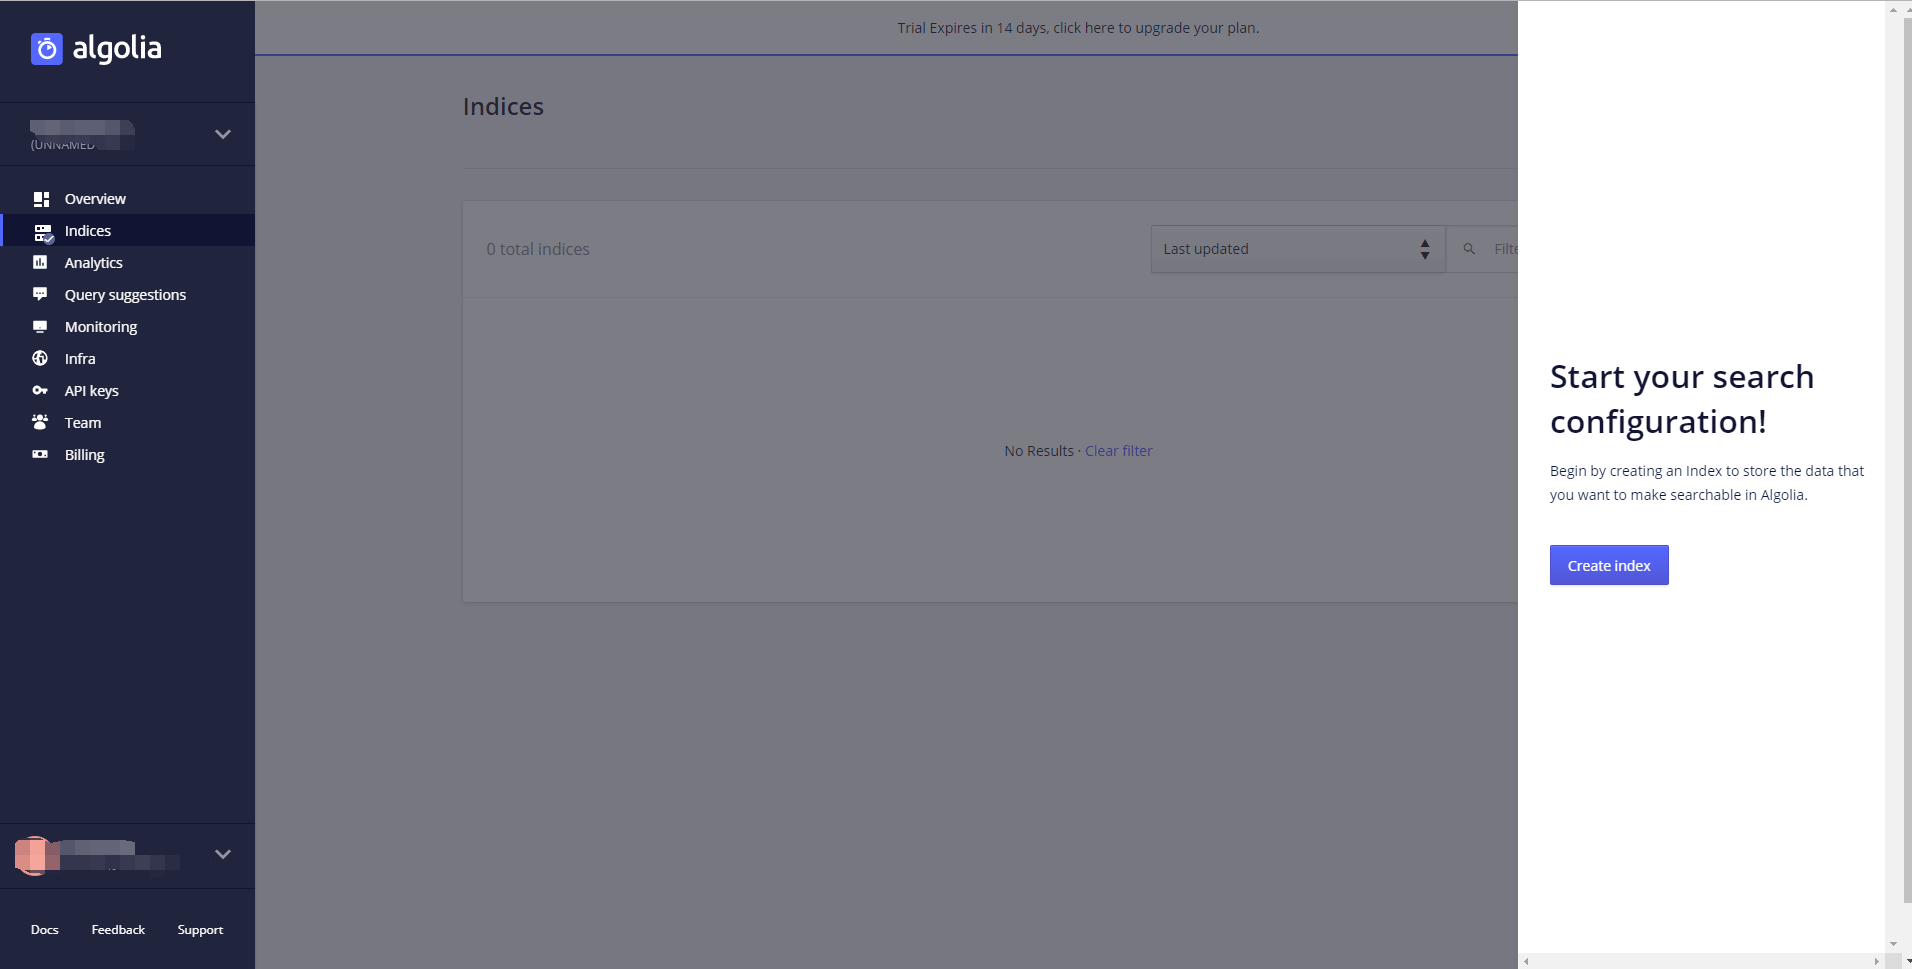 algolia
(UNNAMED
Overview
Indices
Analytics
Query suggestions
Monitoring
Infra
API keys
Team
Billing
Docs Feedback Support
Trial Expires in 14 days, click here to upgrade your plan.
Indices
0 total indices
Last updated
Filte
No Results · Clear filter
Start your search
configuration!
Begin by creating an Index to store the data that
you want to make searchable in Algolia.
Create index